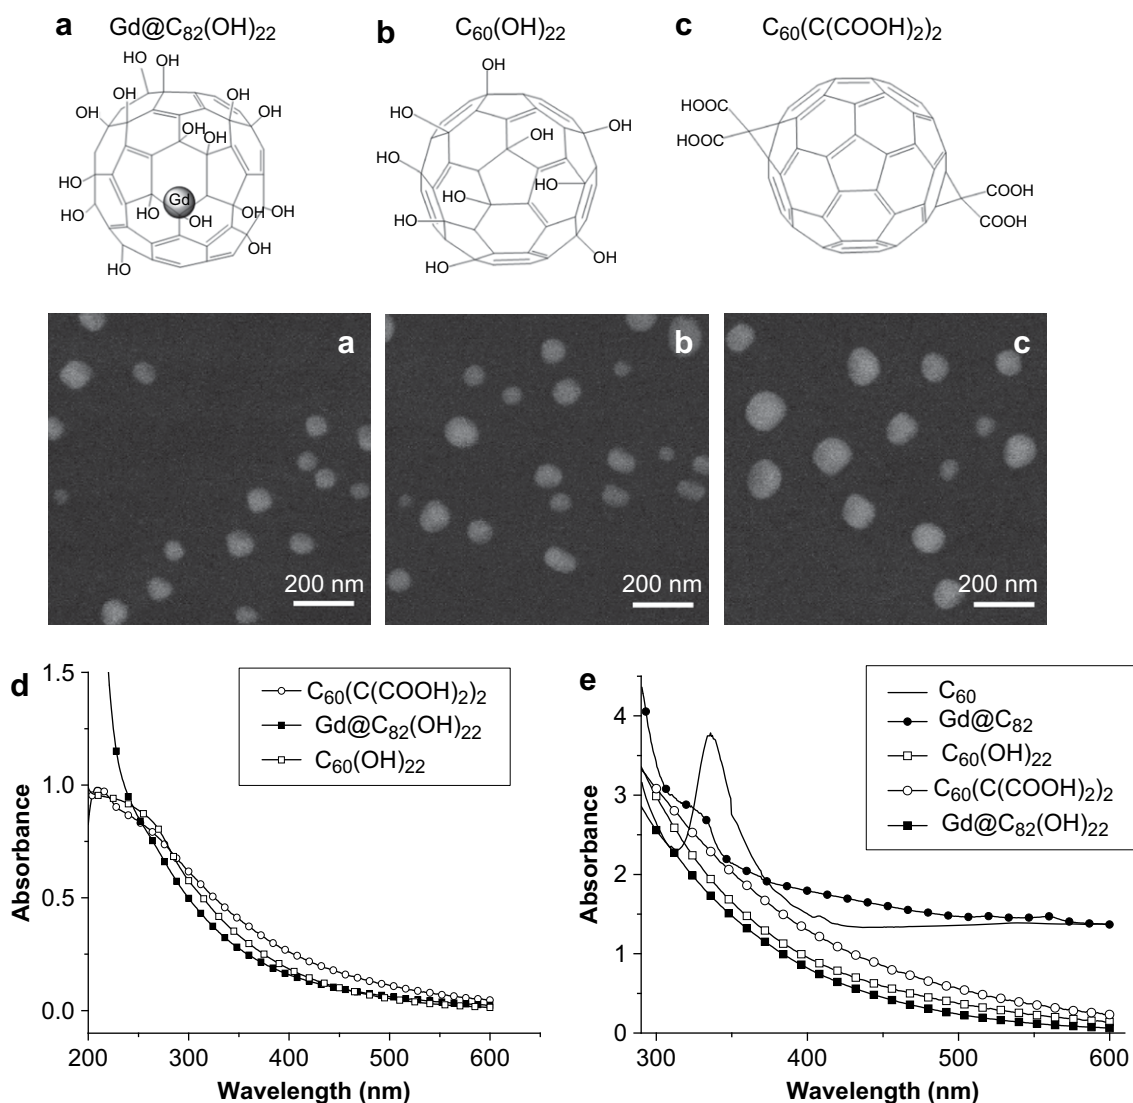 a Gd@C82(OH)22
b C60(OH)22
c C60(C(COOH)2)2
HO OH
OH OH
OH OH
OH OH
HO
HO
Gd
HO OH OH OH
OH
HO
OH
HO OH
OH
HO
HO
HO
HO
HO OH
HOOC
HOOC
COOH
COOH
a
200 nm
b
200 nm
c
200 nm
d
1.5
1.0
0.5
0.0
Absorbance
200 300 400 500 600
Wavelength (nm)
C60(C(COOH)2)2
Gd@C82(OH)22
C60(OH)22
e
4
3
2
1
0
Absorbance
300 400 500 600
Wavelength (nm)
C60
Gd@C82
C60(OH)22
C60(C(COOH)2)2
Gd@C82(OH)22